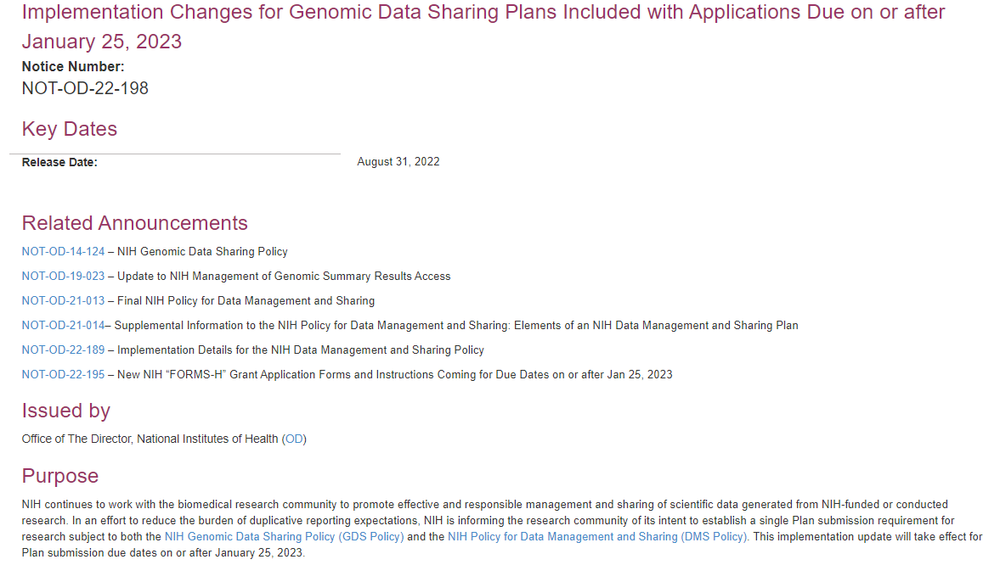 Implementation Changes for Genomic Data Sharing Plans Included with Applications Due on or after
January 25, 2023
Notice Number:
NOT-OD-22-198
Key Dates
Release Date: August 31, 2022
Related Announcements
NOT-OD-14-124 – NIH Genomic Data Sharing Policy
NOT-OD-19-023 – Update to NIH Management of Genomic Summary Results Access
NOT-OD-21-013 – Final NIH Policy for Data Management and Sharing
NOT-OD-21-014– Supplemental Information to the NIH Policy for Data Management and Sharing: Elements of an NIH Data Management and Sharing Plan
NOT-OD-22-189 – Implementation Details for the NIH Data Management and Sharing Policy
NOT-OD-22-195 – New NIH “FORMS-H” Grant Application Forms and Instructions Coming for Due Dates on or after Jan 25, 2023
Issued by
Office of The Director, National Institutes of Health (OD)
Purpose
NIH continues to work with the biomedical research community to promote effective and responsible management and sharing of scientific data generated from NIH-funded or conducted
research. In an effort to reduce the burden of duplicative reporting expectations, NIH is informing the research community of its intent to establish a single Plan submission requirement for
research subject to both the NIH Genomic Data Sharing Policy (GDS Policy) and the NIH Policy for Data Management and Sharing (DMS Policy). This implementation update will take effect for
Plan submission due dates on or after January 25, 2023.